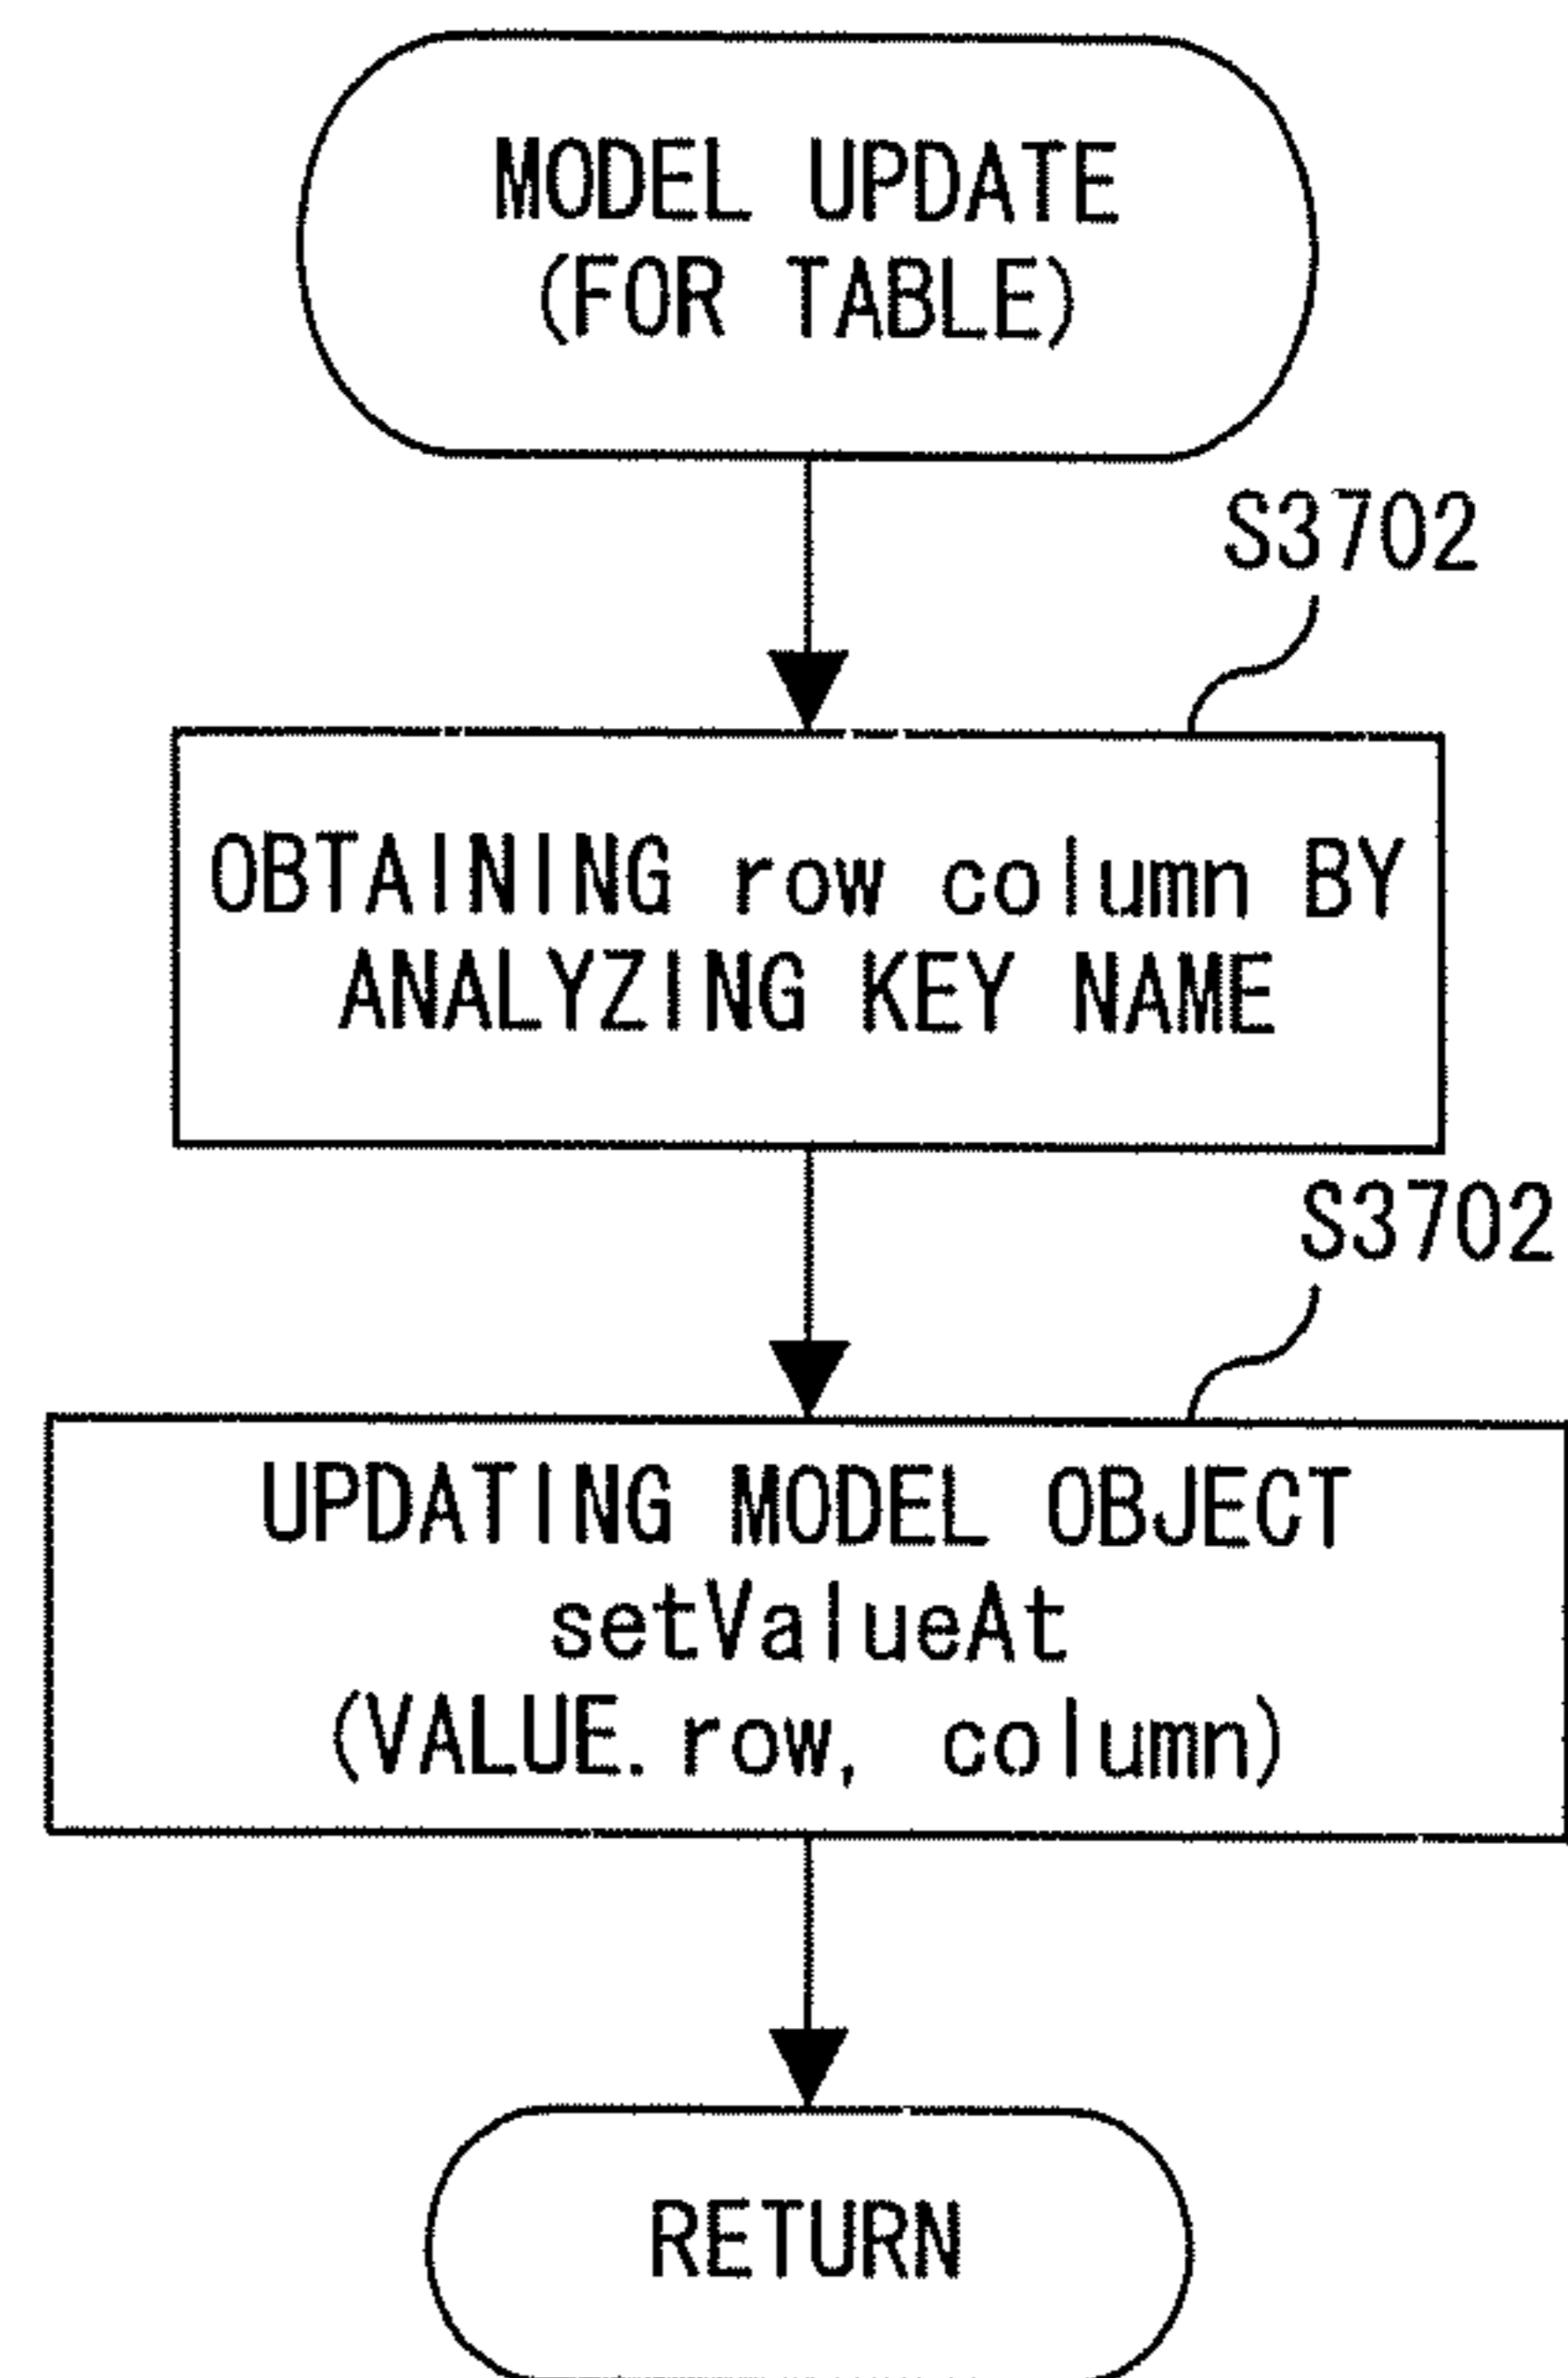 MODEL UPDATE
(FOR TABLE)
S3702
OBTAINING row column BY
ANALYZING KEY NAME
S3702
UPDATING MODEL OBJECT
setValueAt
(VALUE. row, column)
RETURN